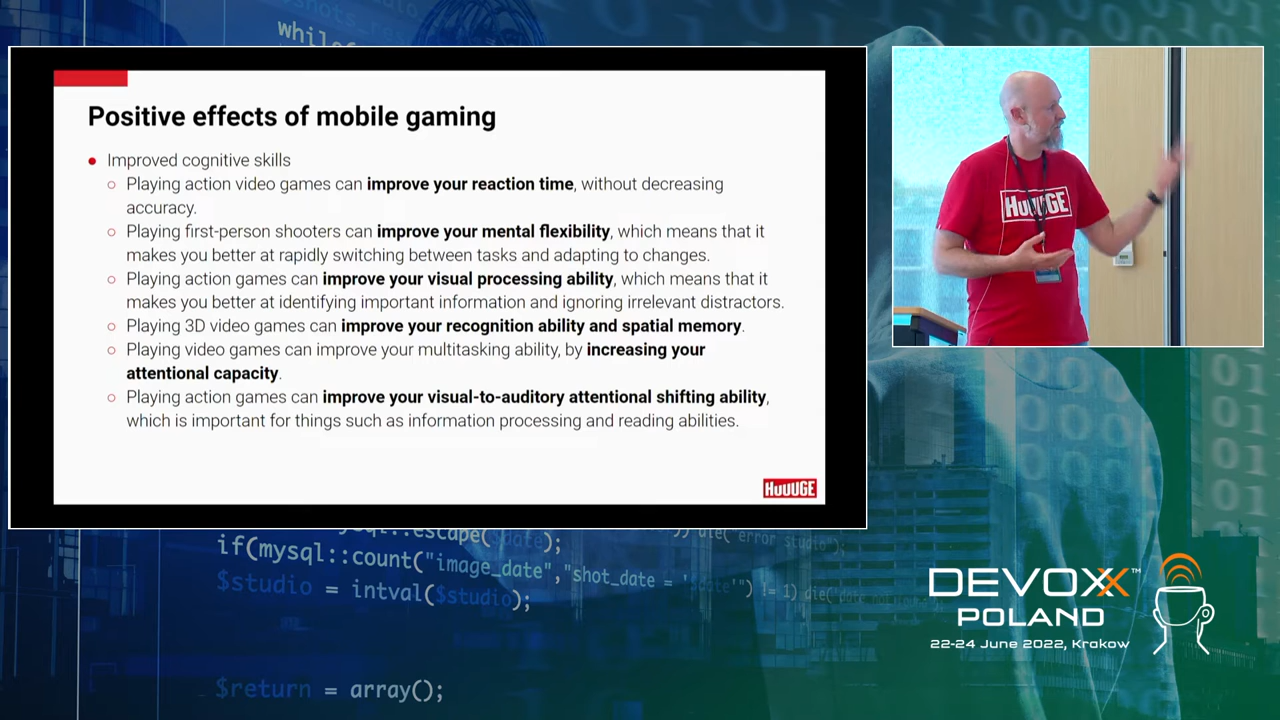 while
Positive effects of mobile gaming
Improved cognitive skills
Playing action video games can improve your reaction time, without decreasing
accuracy.
Playing first-person shooters can improve your mental flexibility, which means that it
makes you better at rapidly switching between tasks and adapting to changes.
Playing action games can improve your visual processing ability, which means that it
makes you better at identifying important information and ignoring irrelevant distractors.
Playing 3D video games can improve your recognition ability and spatial memory.
Playing video games can improve your multitasking ability, by increasing your
attentional capacity.
Playing action games can improve your visual-to-auditory attentional shifting ability,
which is important for things such as information processing and reading abilities.
HUUUGE
HUUUGE
if(mysql::count("image_date","shot_date = '$date'") != 1) die(
$studio = intval($studio);
$return = array();
DEVOXX™
POLAND
22-24 June 2022, Krakow